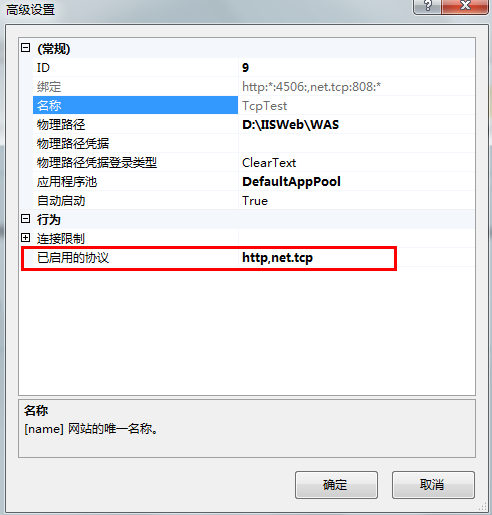 高级设置
(常规)
ID 9
绑定 http:*:4506:,net.tcp:808:*
名称 TcpTest
物理路径 D:\IISWeb\WAS
物理路径凭据
物理路径凭据登录类型 ClearText
应用程序池 DefaultAppPool
自动启动 True
行为
连接限制
已启用的协议 http,net.tcp
名称
[name] 网站的唯一名称。
确定 取消